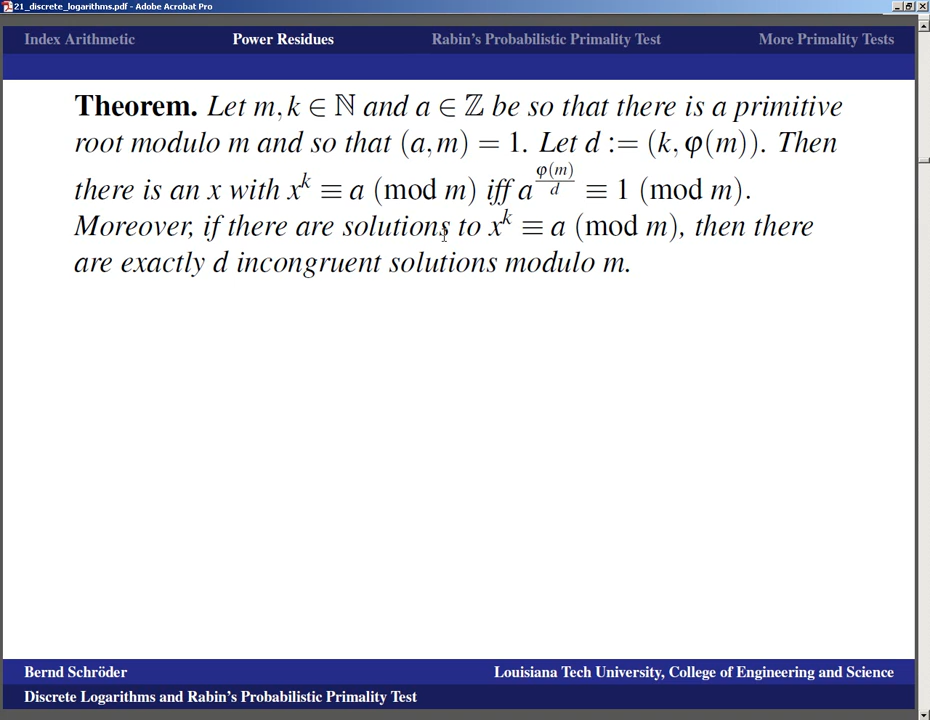 21_discrete_logarithms.pdf - Adobe Acrobat Pro
Index Arithmetic Power Residues Rabin's Probabilistic Primality Test More Primality Tests
Theorem. Let m, k ∈ ℕ and a ∈ ℤ be so that there is a primitive
root modulo m and so that (a, m) = 1. Let d := (k, φ(m)). Then
there is an x with x^k ≡ a (mod m) iff a^{φ(m)/d} ≡ 1 (mod m).
Moreover, if there are solutions to x^k ≡ a (mod m), then there
are exactly d incongruent solutions modulo m.
Bernd Schröder Louisiana Tech University, College of Engineering and Science
Discrete Logarithms and Rabin's Probabilistic Primality Test